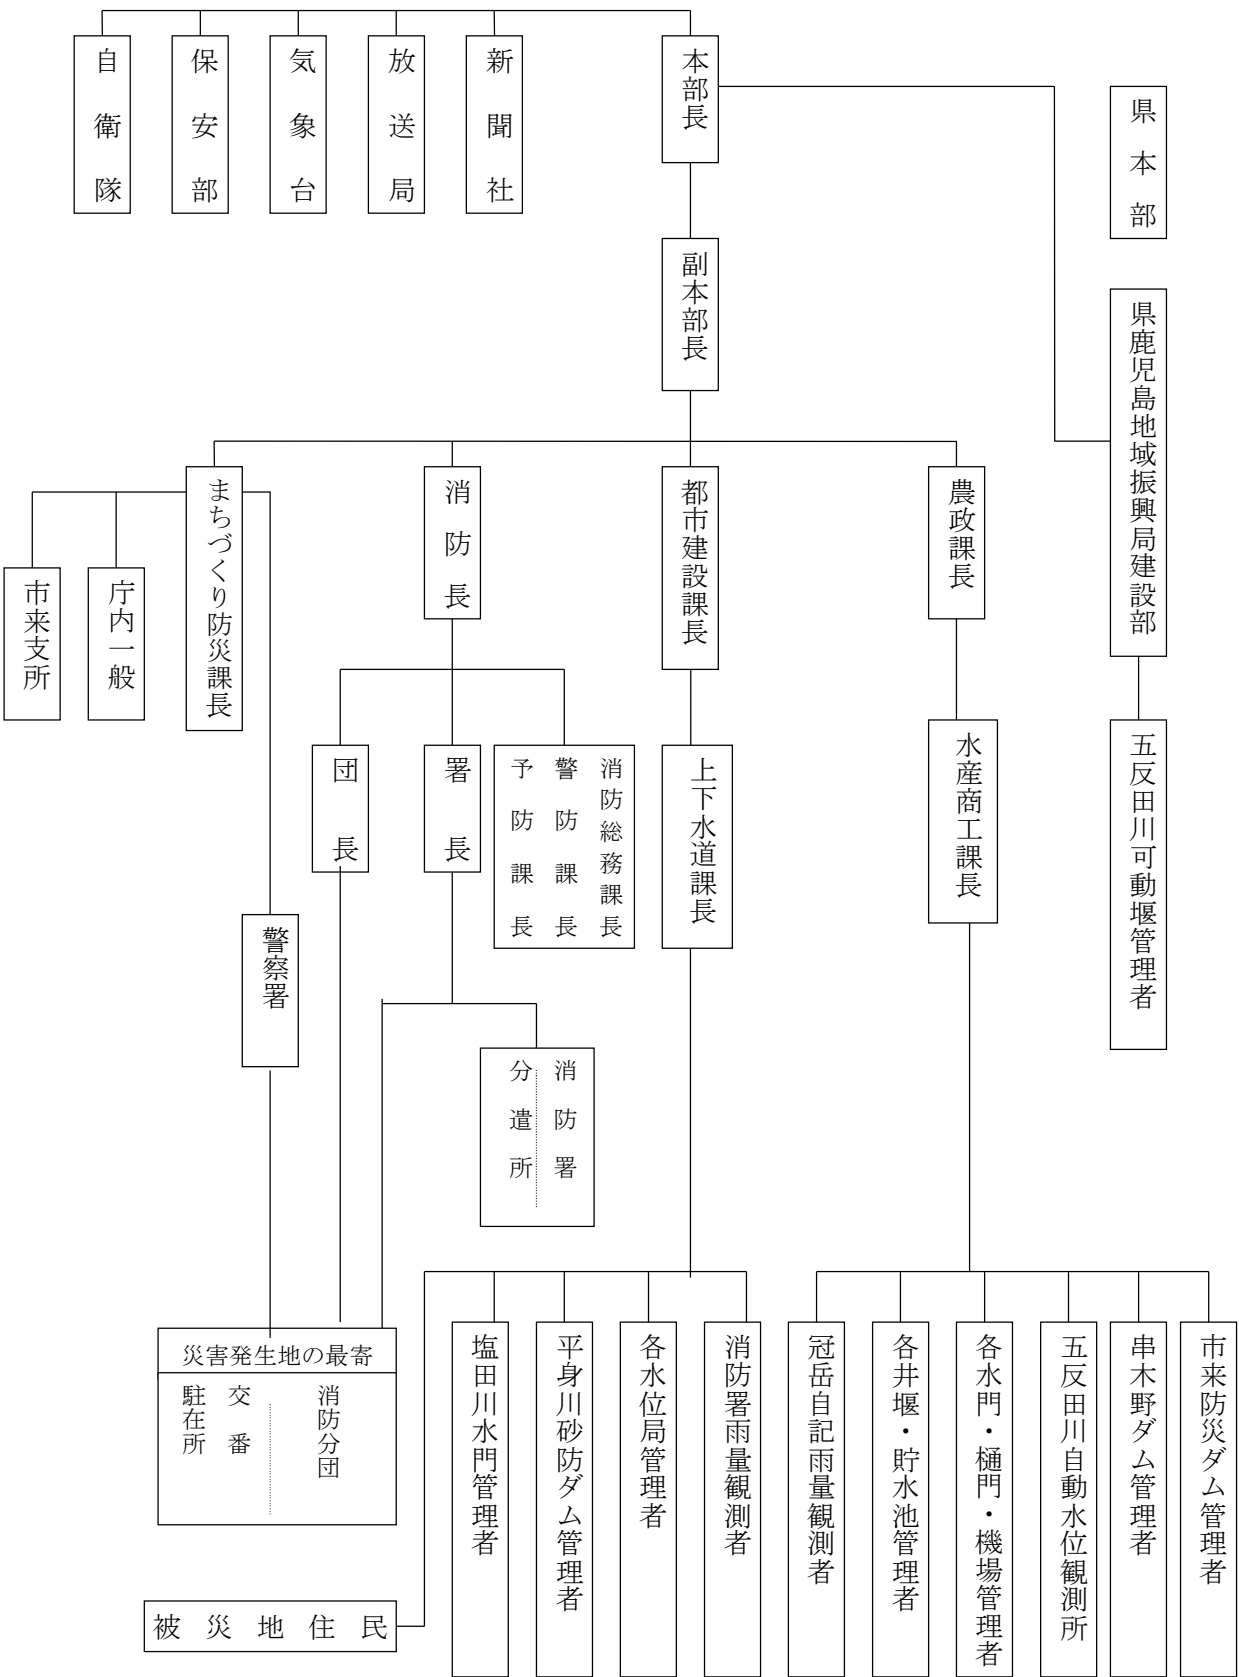 自衛隊
保安部
気象台
放送局
新聞社
本部長
県本部
副本部長
県鹿児島地域振興局建設部
まちづくり防災課長
消防長
都市建設課長
農政課長
市来支所
庁内一般
団長
署長
消防総務課長
警防課長
予防課長
上下水道課長
水産商工課長
五反田川可動堰管理者
警察署
消防署
分遣所
災害発生地の最寄
消防分団
交番
駐在所
塩田川水門管理者
平身川砂防ダム管理者
各水位局管理者
消防署雨量観測者
冠岳自記雨量観測者
各井堰・貯水池管理者
各水門・樋門・機場管理者
五反田川自動水位観測所
串木野ダム管理者
市来防災ダム管理者
被災地住民